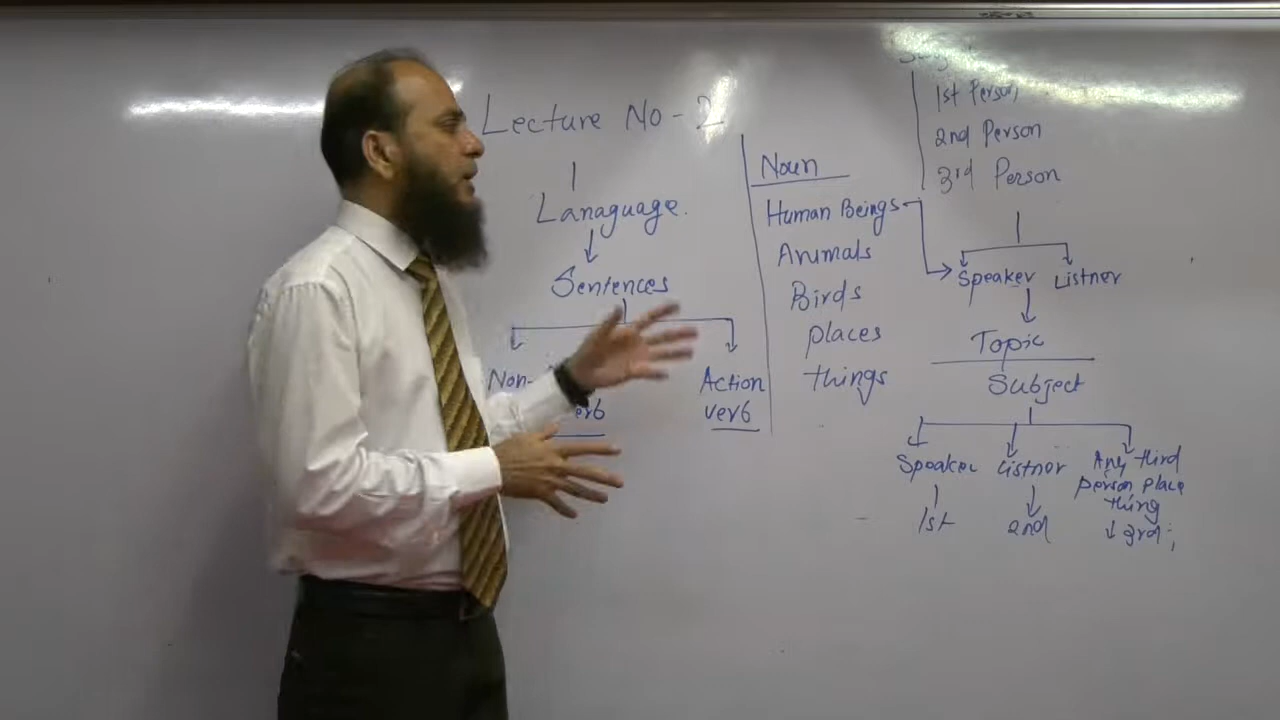 Lecture No - 2
Lanaguage.
Sentences
Non-
Action
verb
Noun
Human Beings
Animals
Birds
places
things
1st Person
2nd Person
3rd Person
Speaker Listner
Topic
Subject
Speaker Listner Any third
person place
thing
1st 2nd 3rd